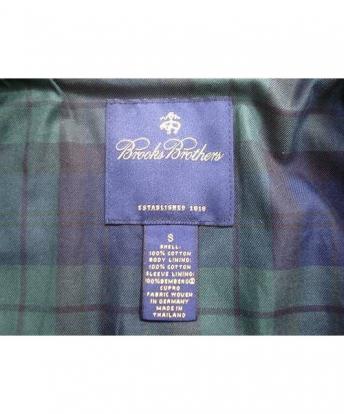 Brooks Brothers
ESTABLISHED 1818
S
SHELL:
100% COTTON
BODY LINING:
100% COTTON
SLEEVE LINING:
100%BEMBERG®
CUPRO
FABRIC WOVEN
IN GERMANY
MADE IN
THAILAND